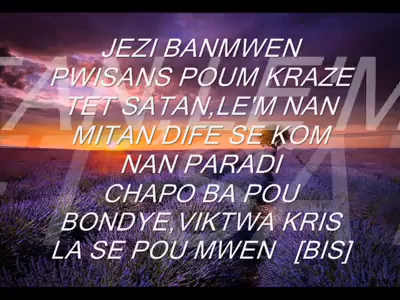 JEZI BANMWEN
PWISANS POUM KRAZE
TET SATAN,LE'M NAN
MITAN DIFE SE KOM
NAN PARADI
CHAPO BA POU
BONDYE,VIKTWA KRIS
LA SE POU MWEN [BIS]